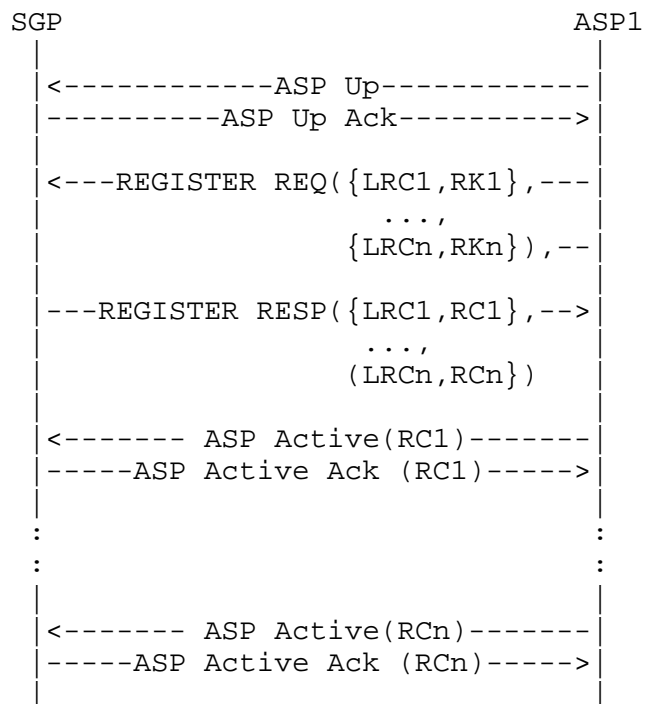 SGP                                 ASP1
 |                                   |
 |<------------ASP Up------------|
 |----------ASP Up Ack---------->|
 |                                   |
 |<---REGISTER REQ({LRC1,RK1},---|
 |                    ...,           |
 |                  {LRCn,RKn}),--|
 |                                   |
 |---REGISTER RESP({LRC1,RC1},-->|
 |                   ...,            |
 |                  (LRCn,RCn})      |
 |                                   |
 |<------- ASP Active(RC1)-------|
 |-----ASP Active Ack (RC1)----->|
 |                                   |
 :                                   :
 :                                   :
 |                                   |
 |<------- ASP Active(RCn)-------|
 |-----ASP Active Ack (RCn)----->|
 |                                   |